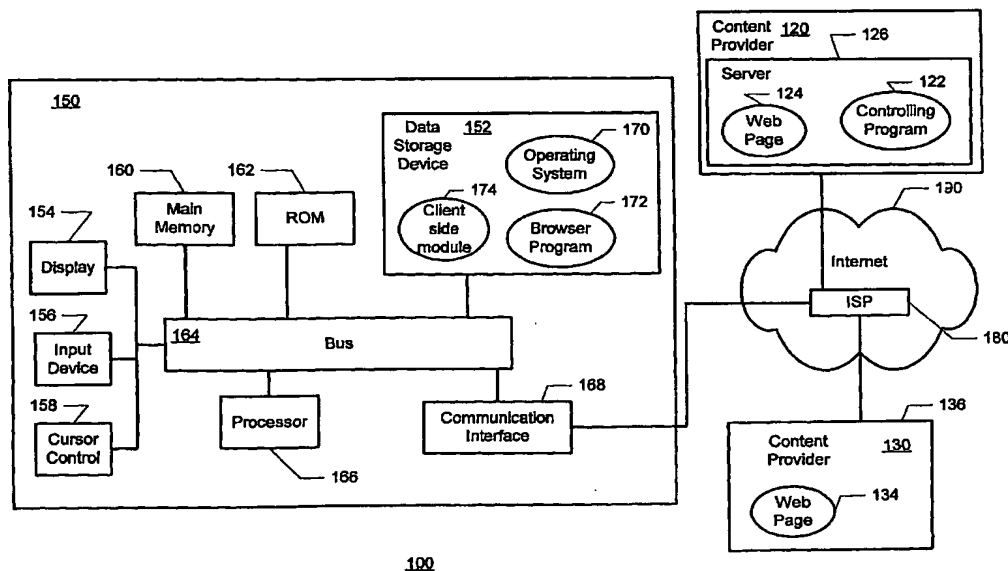 Content Provider 120
126
Server
124
122
Web Page
Controlling Program
150
Data Storage Device 152
170
Operating System
160
162
174
172
Main Memory
ROM
Client side module
Browser Program
190
154
Display
Internet
ISP
156
164
Bus
180
Input Device
168
158
136
Processor
Communication Interface
Cursor Control
Content Provider 130
166
134
Web Page
100